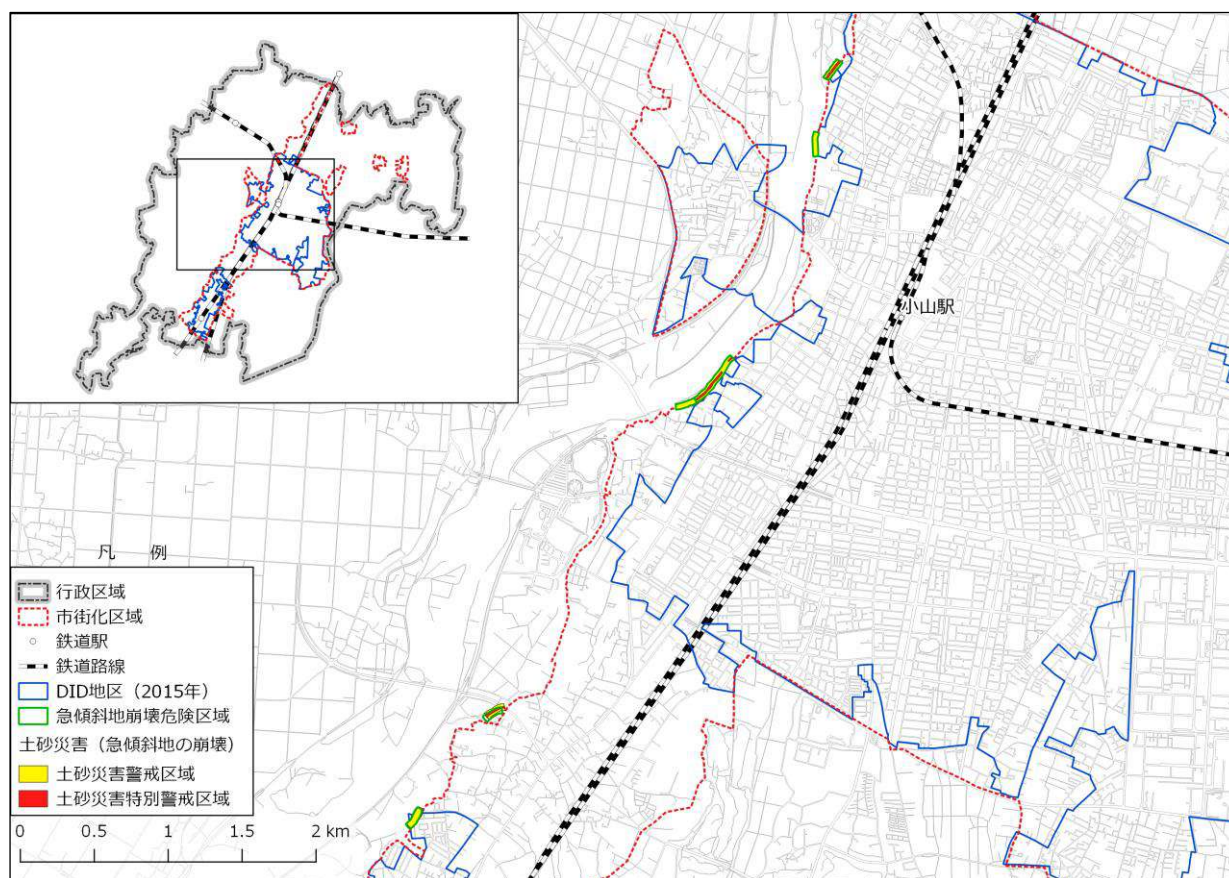 小山駅
凡 例
行政区域
市街化区域
鉄道駅
鉄道路線
DID地区（2015年）
急傾斜地崩壊危険区域
土砂災害（急傾斜地の崩壊）
土砂災害警戒区域
土砂災害特別警戒区域
0 0.5 1 1.5 2 km